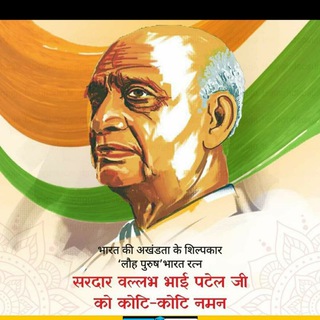 भारत की अखंडता के शिल्पकार
'लौह पुरुष'भारत रत्न
सरदार वल्लभ भाई पटेल जी
को कोटि-कोटि नमन